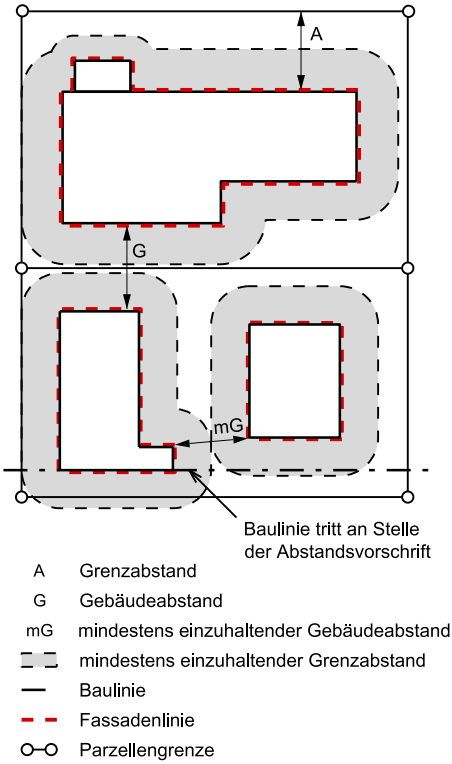 A
G
mG
Baulinie tritt an Stelle
der Abstandsvorschrift
A Grenzabstand
G Gebäudeabstand
mG mindestens einzuhaltender Gebäudeabstand
mindestens einzuhaltender Grenzabstand
Baulinie
Fassadenlinie
Parzellengrenze